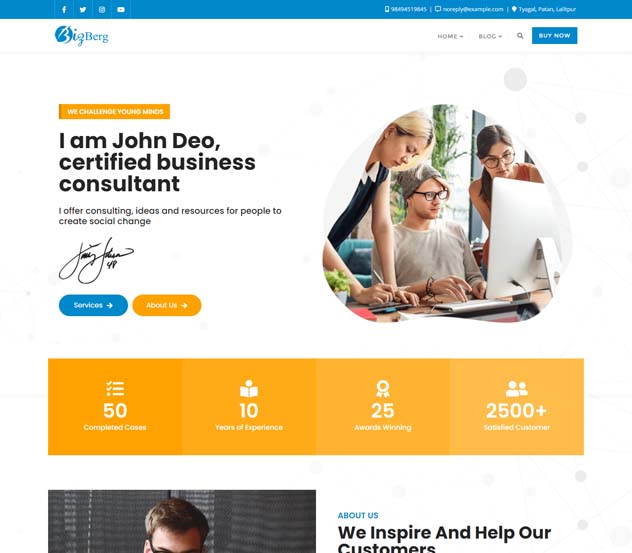 98494519845
noreply@example.com
Tyagal, Patan, Lalitpur
BizBerg
HOME
BLOG
BUY NOW
WE CHALLENGE YOUNG MINDS
I am John Deo,
certified business
consultant
I offer consulting, ideas and resources for people to
create social change
Services
About Us
50
Completed Cases
10
Years of Experience
25
Awards Winning
2500+
Satisfied Customer
ABOUT US
We Inspire And Help Our
Customers